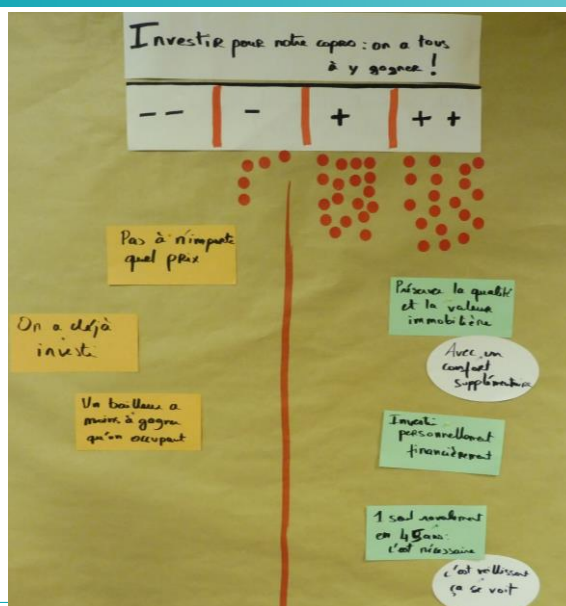 Investir pour notre copro : on a tous
à y gagner !
-- - + ++
Pas à n'importe
quel prix
On a déjà
investi
Un bailleur a
moins à gagner
qu'un occupant
Préserver la qualité
et la valeur
immobilière
Avec un
confort
supplémentaire
Investi
personnellement
financièrement
1 seul ravalement
en 45 ans :
c'est nécessaire
c'est vieillissant
ça se voit